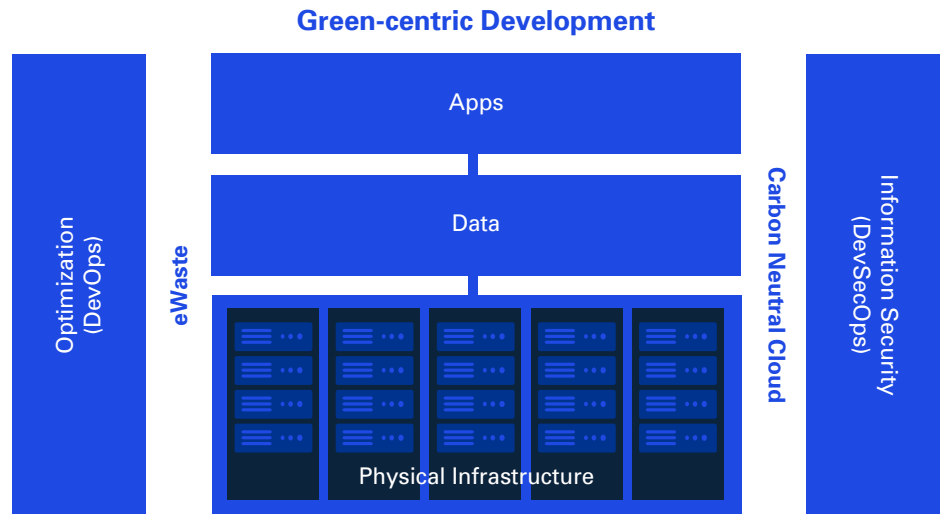 Green-centric Development
Optimization
(DevOps)
eWaste
Apps
Data
Physical Infrastructure
Carbon Neutral Cloud
Information Security
(DevSecOps)